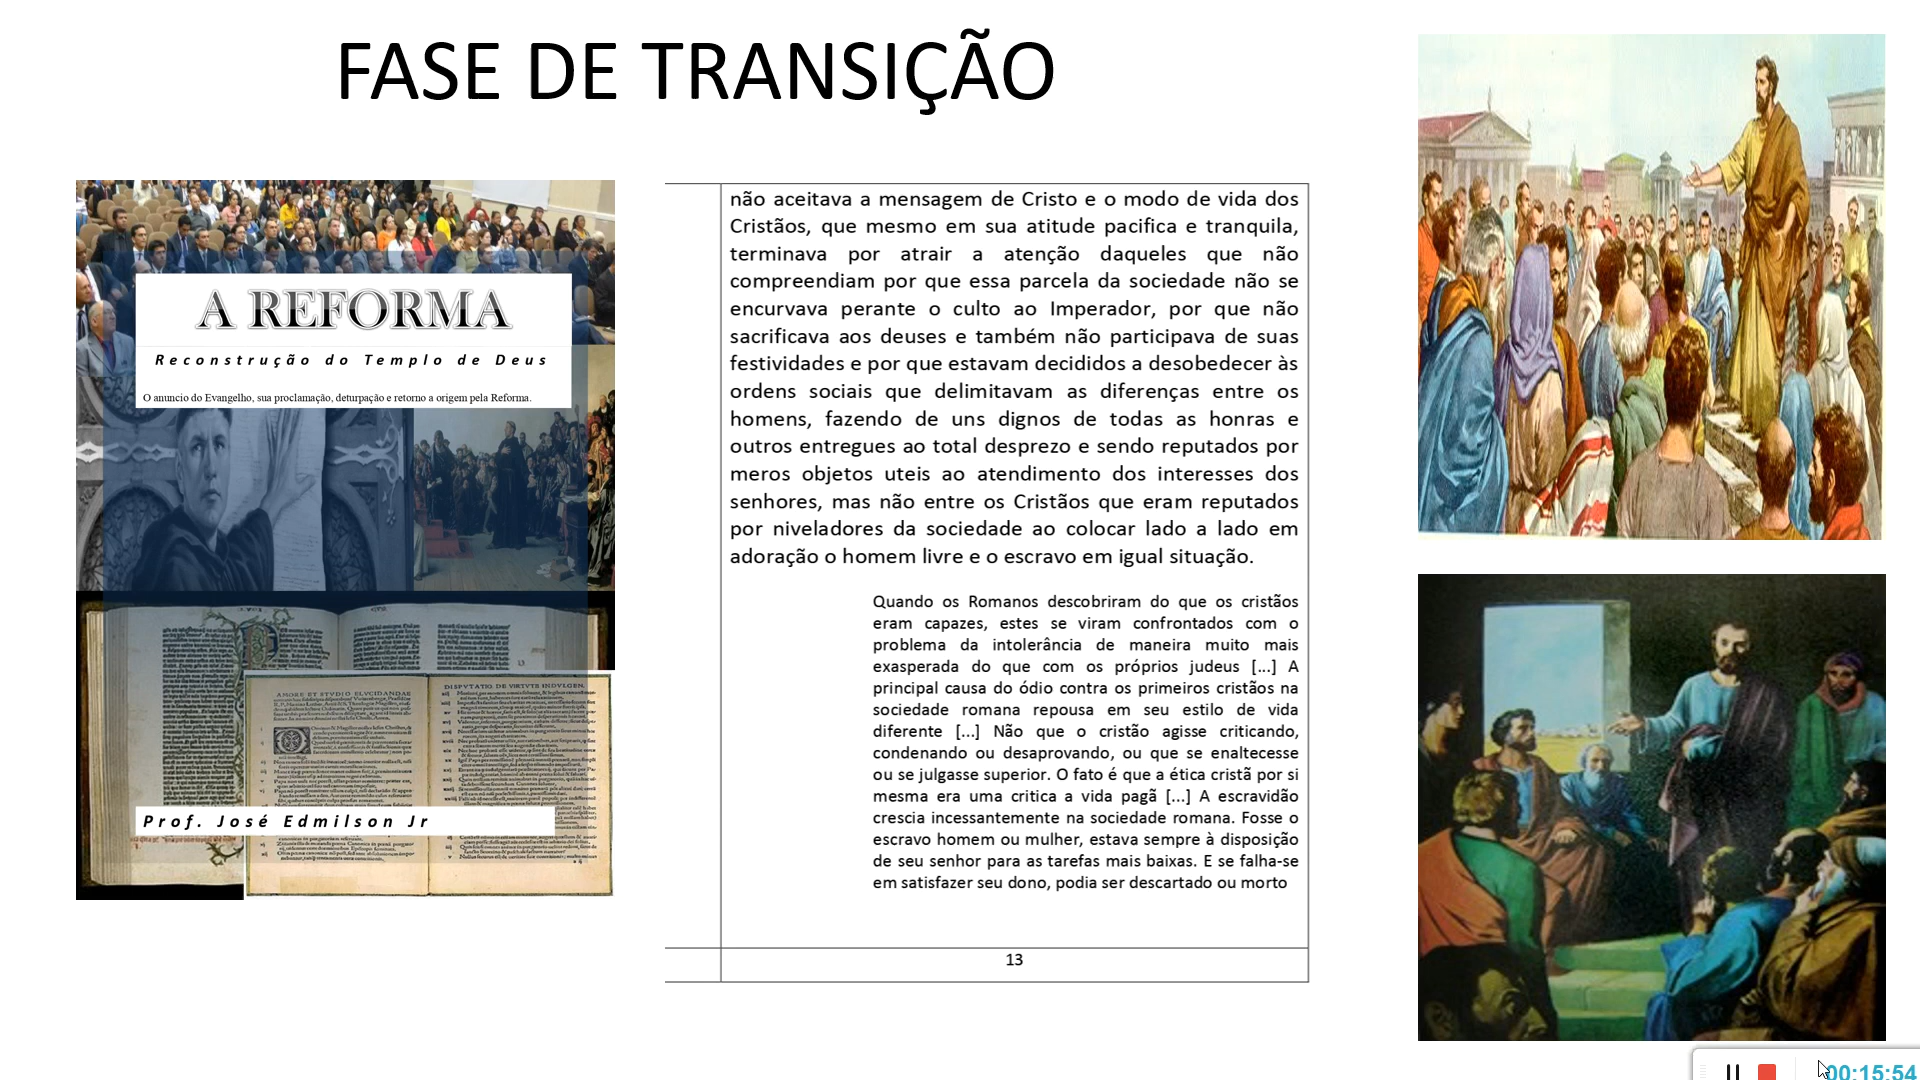 FASE DE TRANSIÇÃO
A REFORMA
Reconstrução do Templo de Deus
O anuncio do Evangelho, sua proclamação, deturpação e retorno a origem pela Reforma.
AMORE ET STVDIO ELVCIDANDAE
DISPVTATIO DE VIRTVTE INDVLGEN.
Prof. José Edmilson Jr
não aceitava a mensagem de Cristo e o modo de vida dos
Cristãos, que mesmo em sua atitude pacifica e tranquila,
terminava por atrair a atenção daqueles que não
compreendiam por que essa parcela da sociedade não se
encurvava perante o culto ao Imperador, por que não
sacrificava aos deuses e também não participava de suas
festividades e por que estavam decididos a desobedecer às
ordens sociais que delimitavam as diferenças entre os
homens, fazendo de uns dignos de todas as honras e
outros entregues ao total desprezo e sendo reputados por
meros objetos uteis ao atendimento dos interesses dos
senhores, mas não entre os Cristãos que eram reputados
por niveladores da sociedade ao colocar lado a lado em
adoração o homem livre e o escravo em igual situação.
Quando os Romanos descobriram do que os cristãos
eram capazes, estes se viram confrontados com o
problema da intolerância de maneira muito mais
exasperada do que com os próprios judeus [...] A
principal causa do ódio contra os primeiros cristãos na
sociedade romana repousa em seu estilo de vida
diferente [...] Não que o cristão agisse criticando,
condenando ou desaprovando, ou que se enaltecesse
ou se julgasse superior. O fato é que a ética cristã por si
mesma era uma critica a vida pagã [...] A escravidão
crescia incessantemente na sociedade romana. Fosse o
escravo homem ou mulher, estava sempre à disposição
de seu senhor para as tarefas mais baixas. E se falha-se
em satisfazer seu dono, podia ser descartado ou morto
13
00:15:54